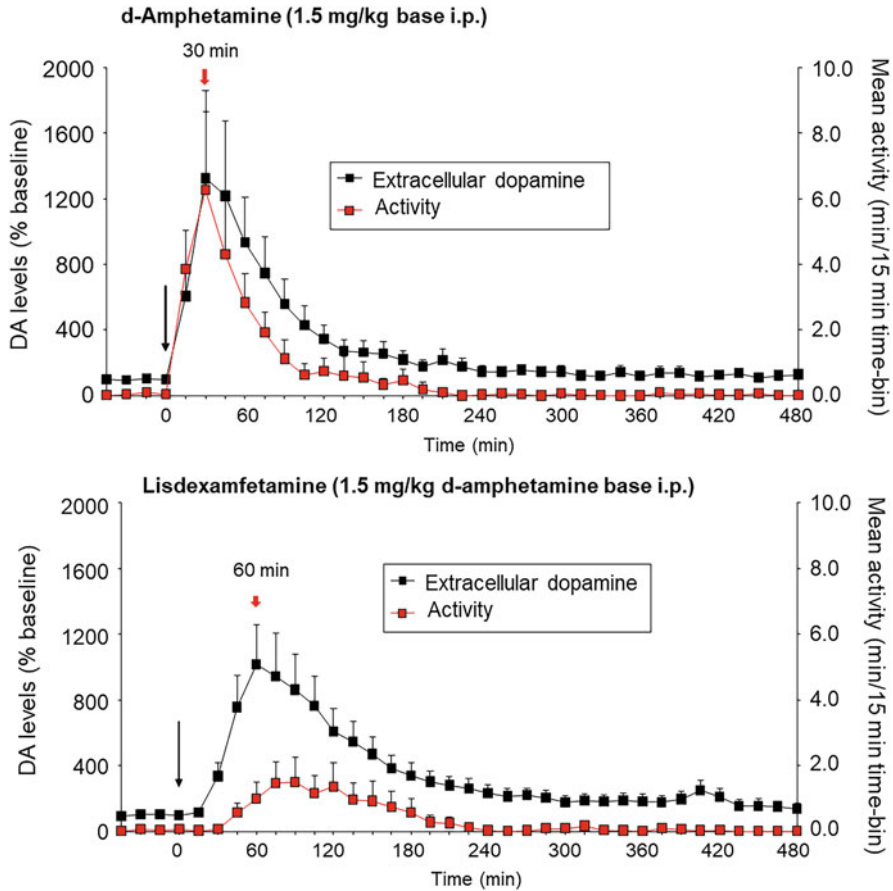 d-Amphetamine (1.5 mg/kg base i.p.)
30 min
2000
1600
1200
800
400
0
DA levels (% baseline)
10.0
8.0
6.0
4.0
2.0
0.0
Mean activity (min/15 min time-bin)
Extracellular dopamine
Activity
0 60 120 180 240 300 360 420 480
Time (min)
Lisdexamfetamine (1.5 mg/kg d-amphetamine base i.p.)
60 min
2000
1600
1200
800
400
0
DA levels (% baseline)
10.0
8.0
6.0
4.0
2.0
0.0
Mean activity (min/15 min time-bin)
Extracellular dopamine
Activity
0 60 120 180 240 300 360 420 480
Time (min)